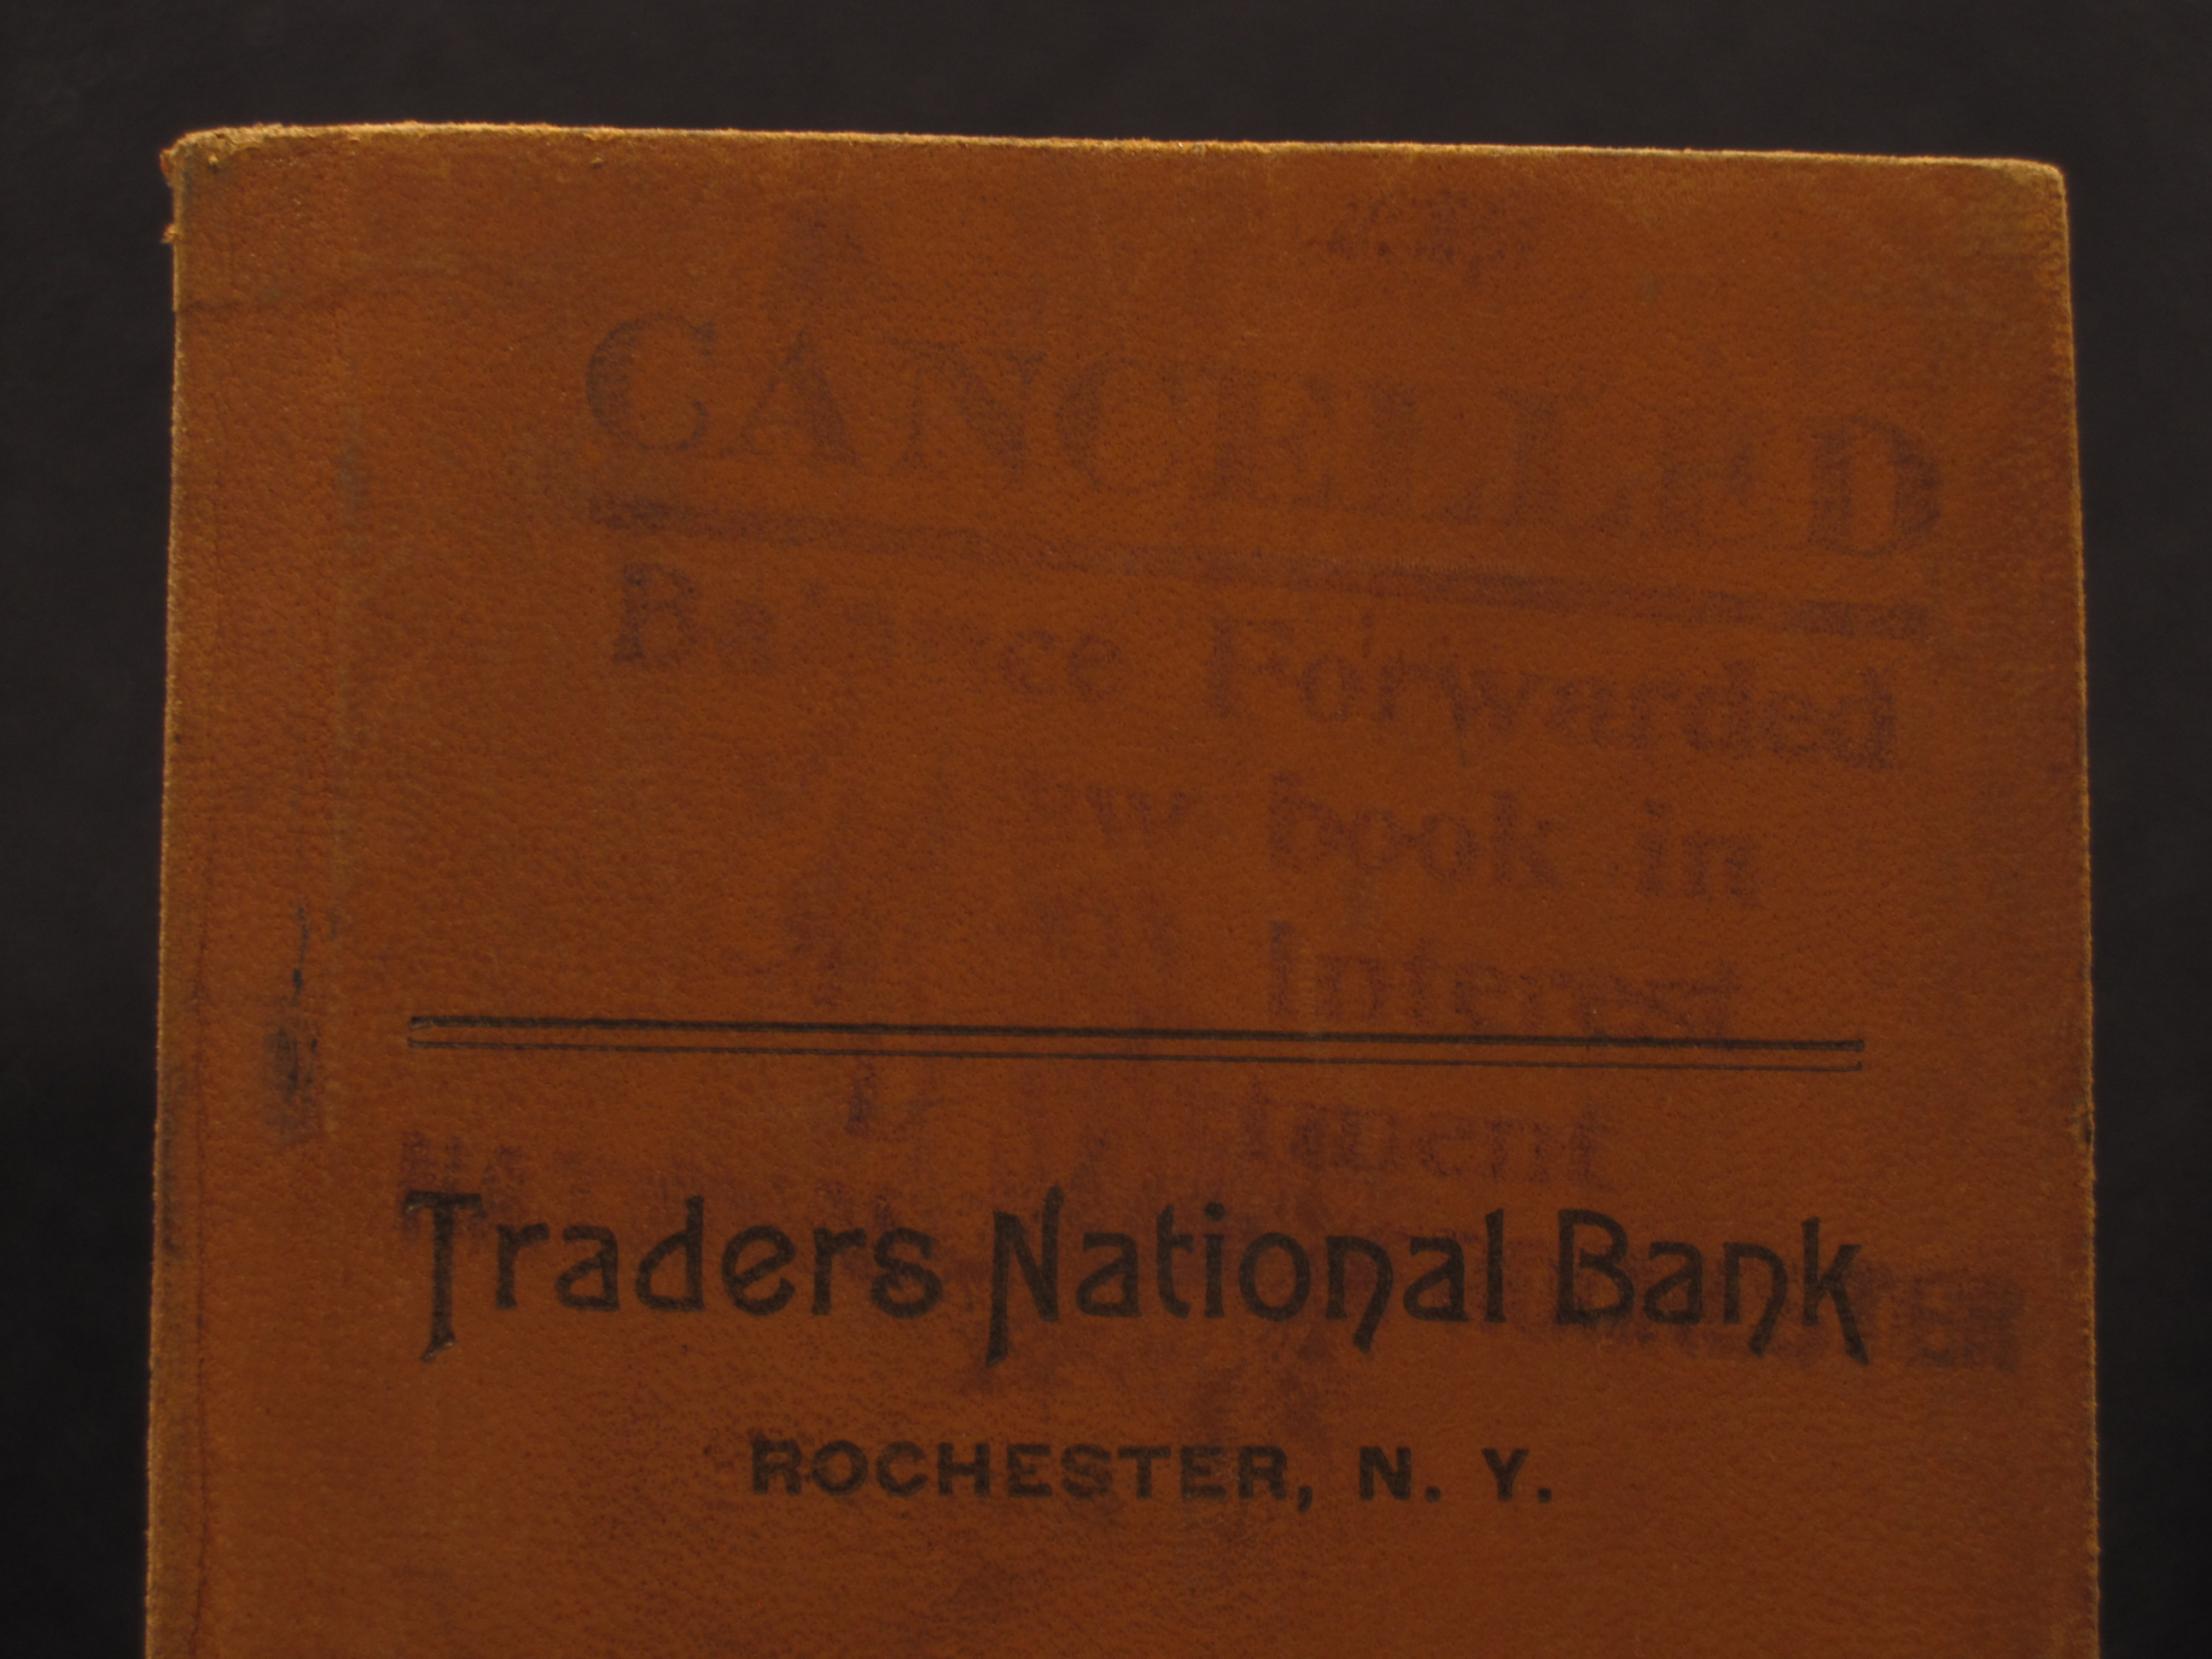 CANCELLED
Balance Forwarded
book in
Interest
Traders National Bank
ROCHESTER, N. Y.